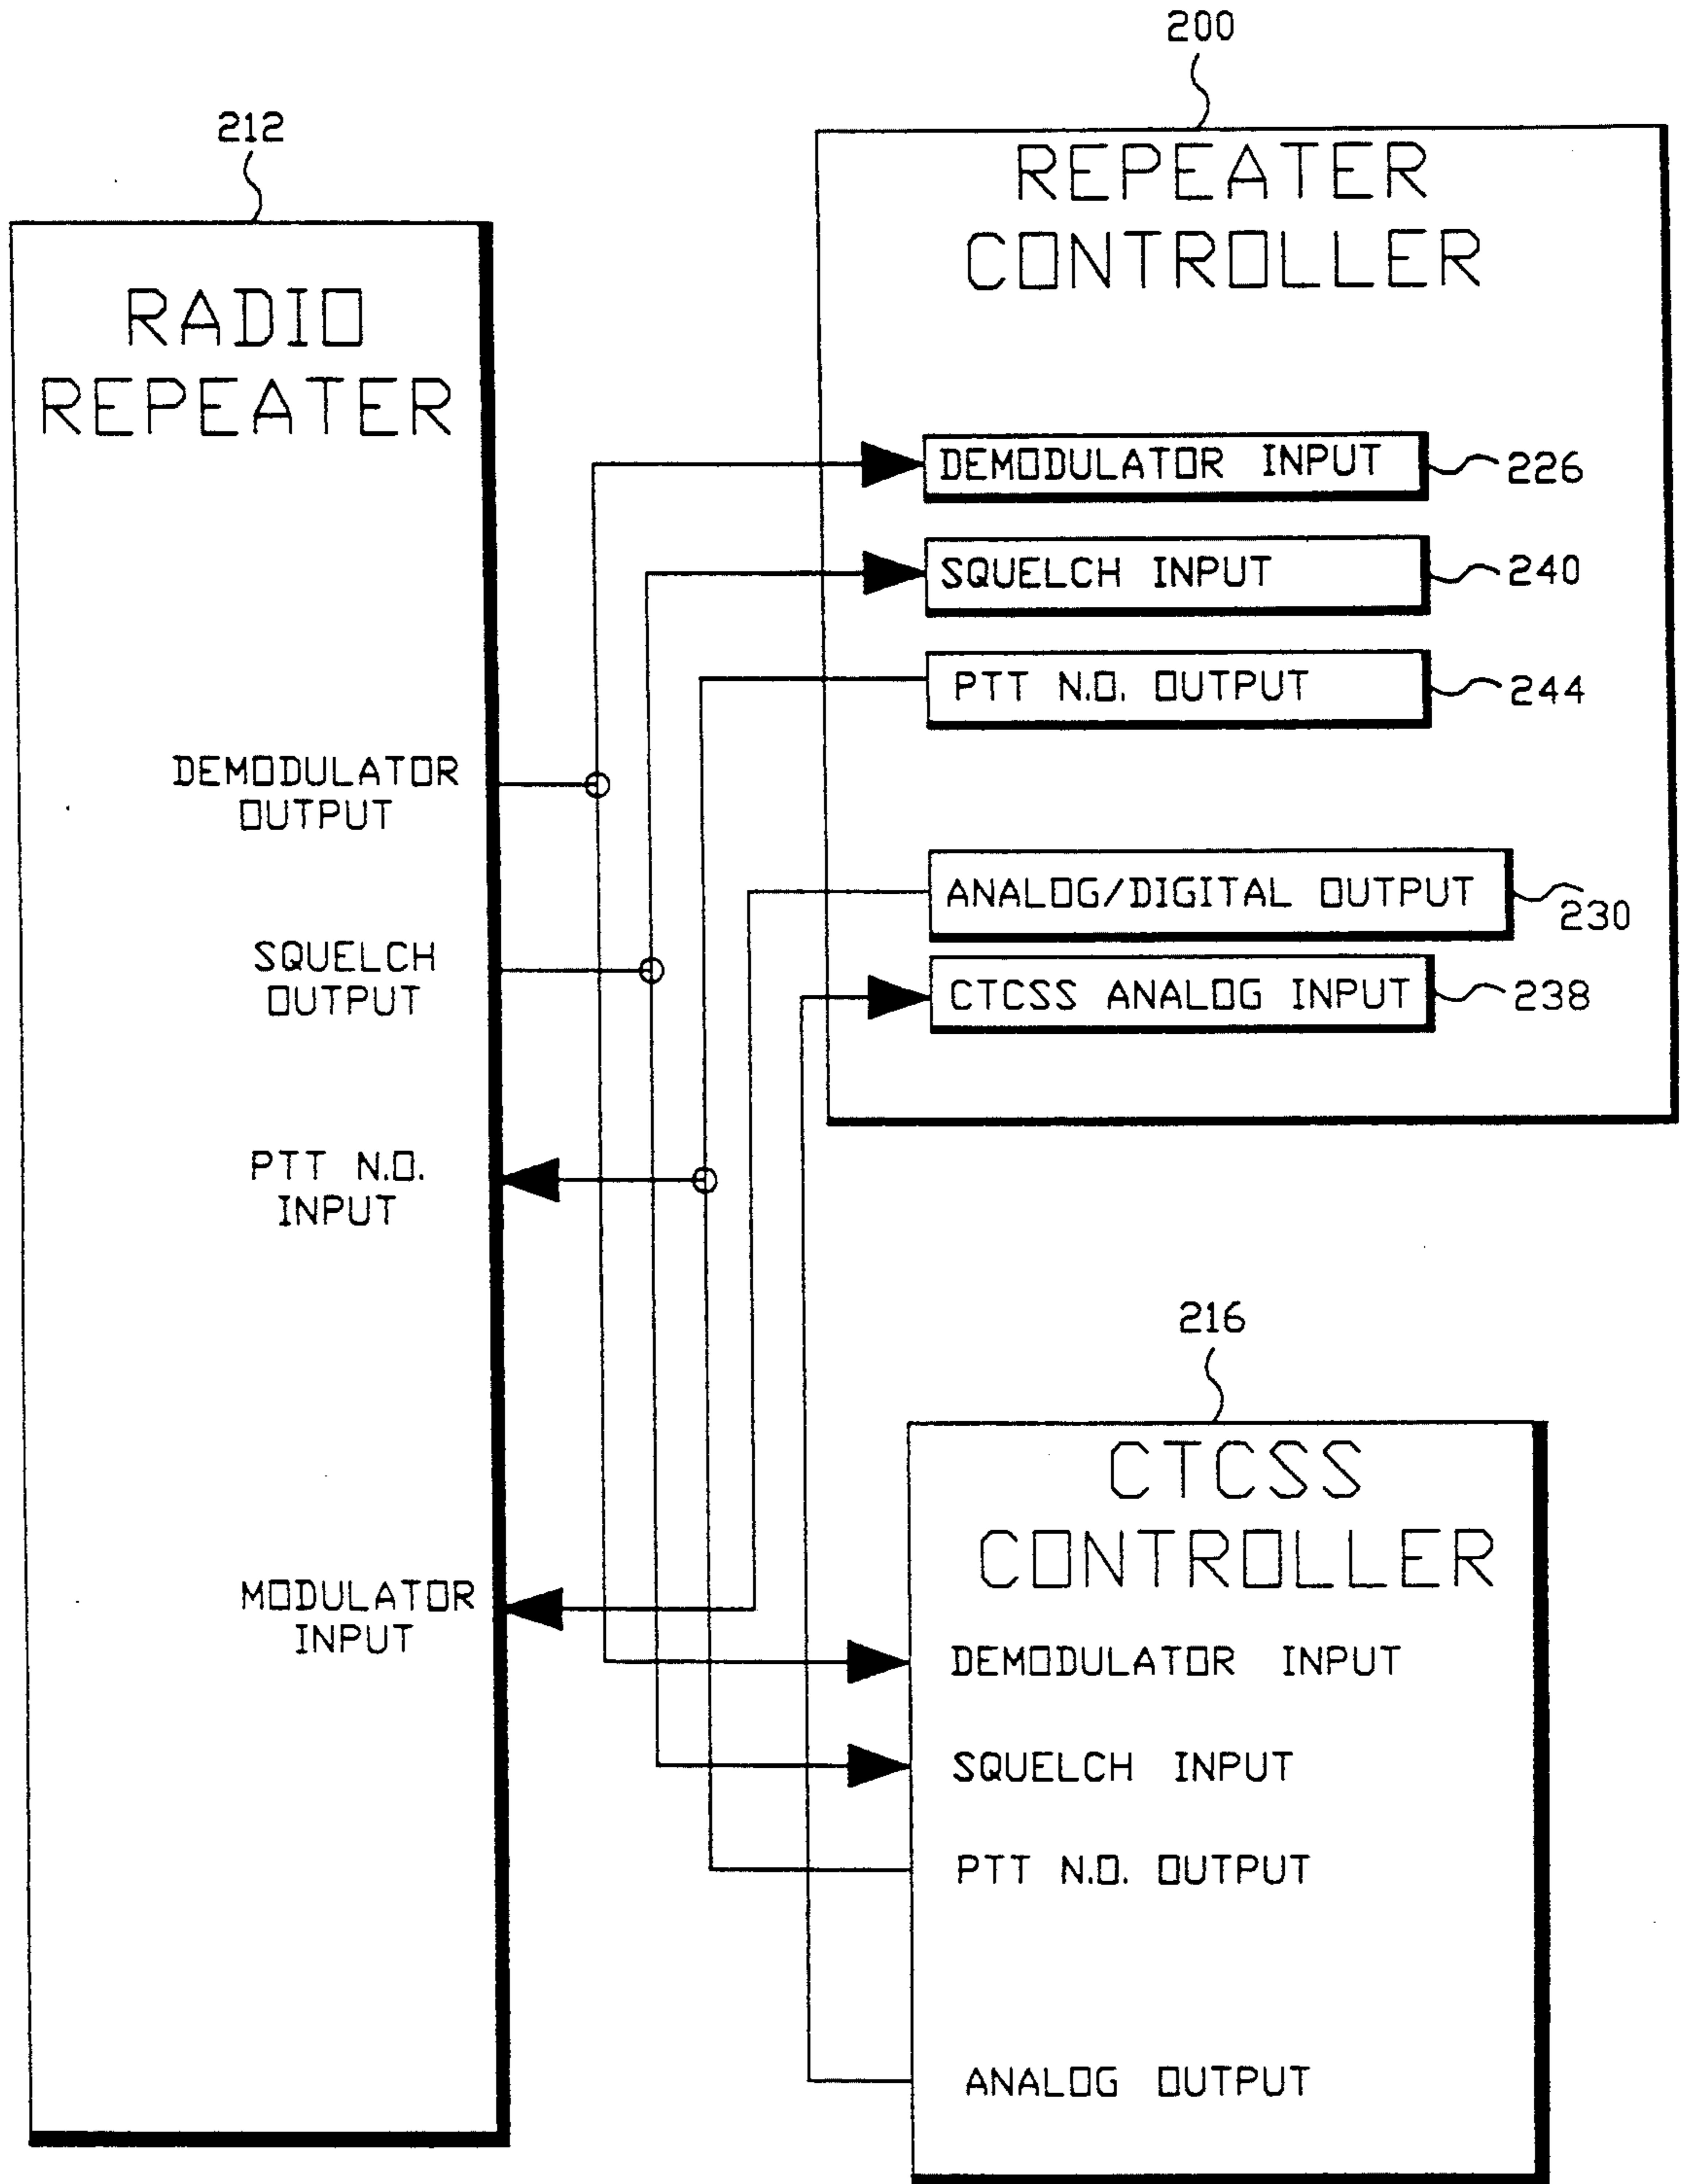 200
212
REPEATER
CONTROLLER
RADIO
REPEATER
DEMODULATOR INPUT
226
SQUELCH INPUT
240
PTT N.O. OUTPUT
244
DEMODULATOR
OUTPUT
ANALOG/DIGITAL OUTPUT
230
SQUELCH
OUTPUT
CTCSS ANALOG INPUT
238
PTT N.O.
INPUT
216
CTCSS
CONTROLLER
MODULATOR
INPUT
DEMODULATOR INPUT
SQUELCH INPUT
PTT N.O. OUTPUT
ANALOG OUTPUT